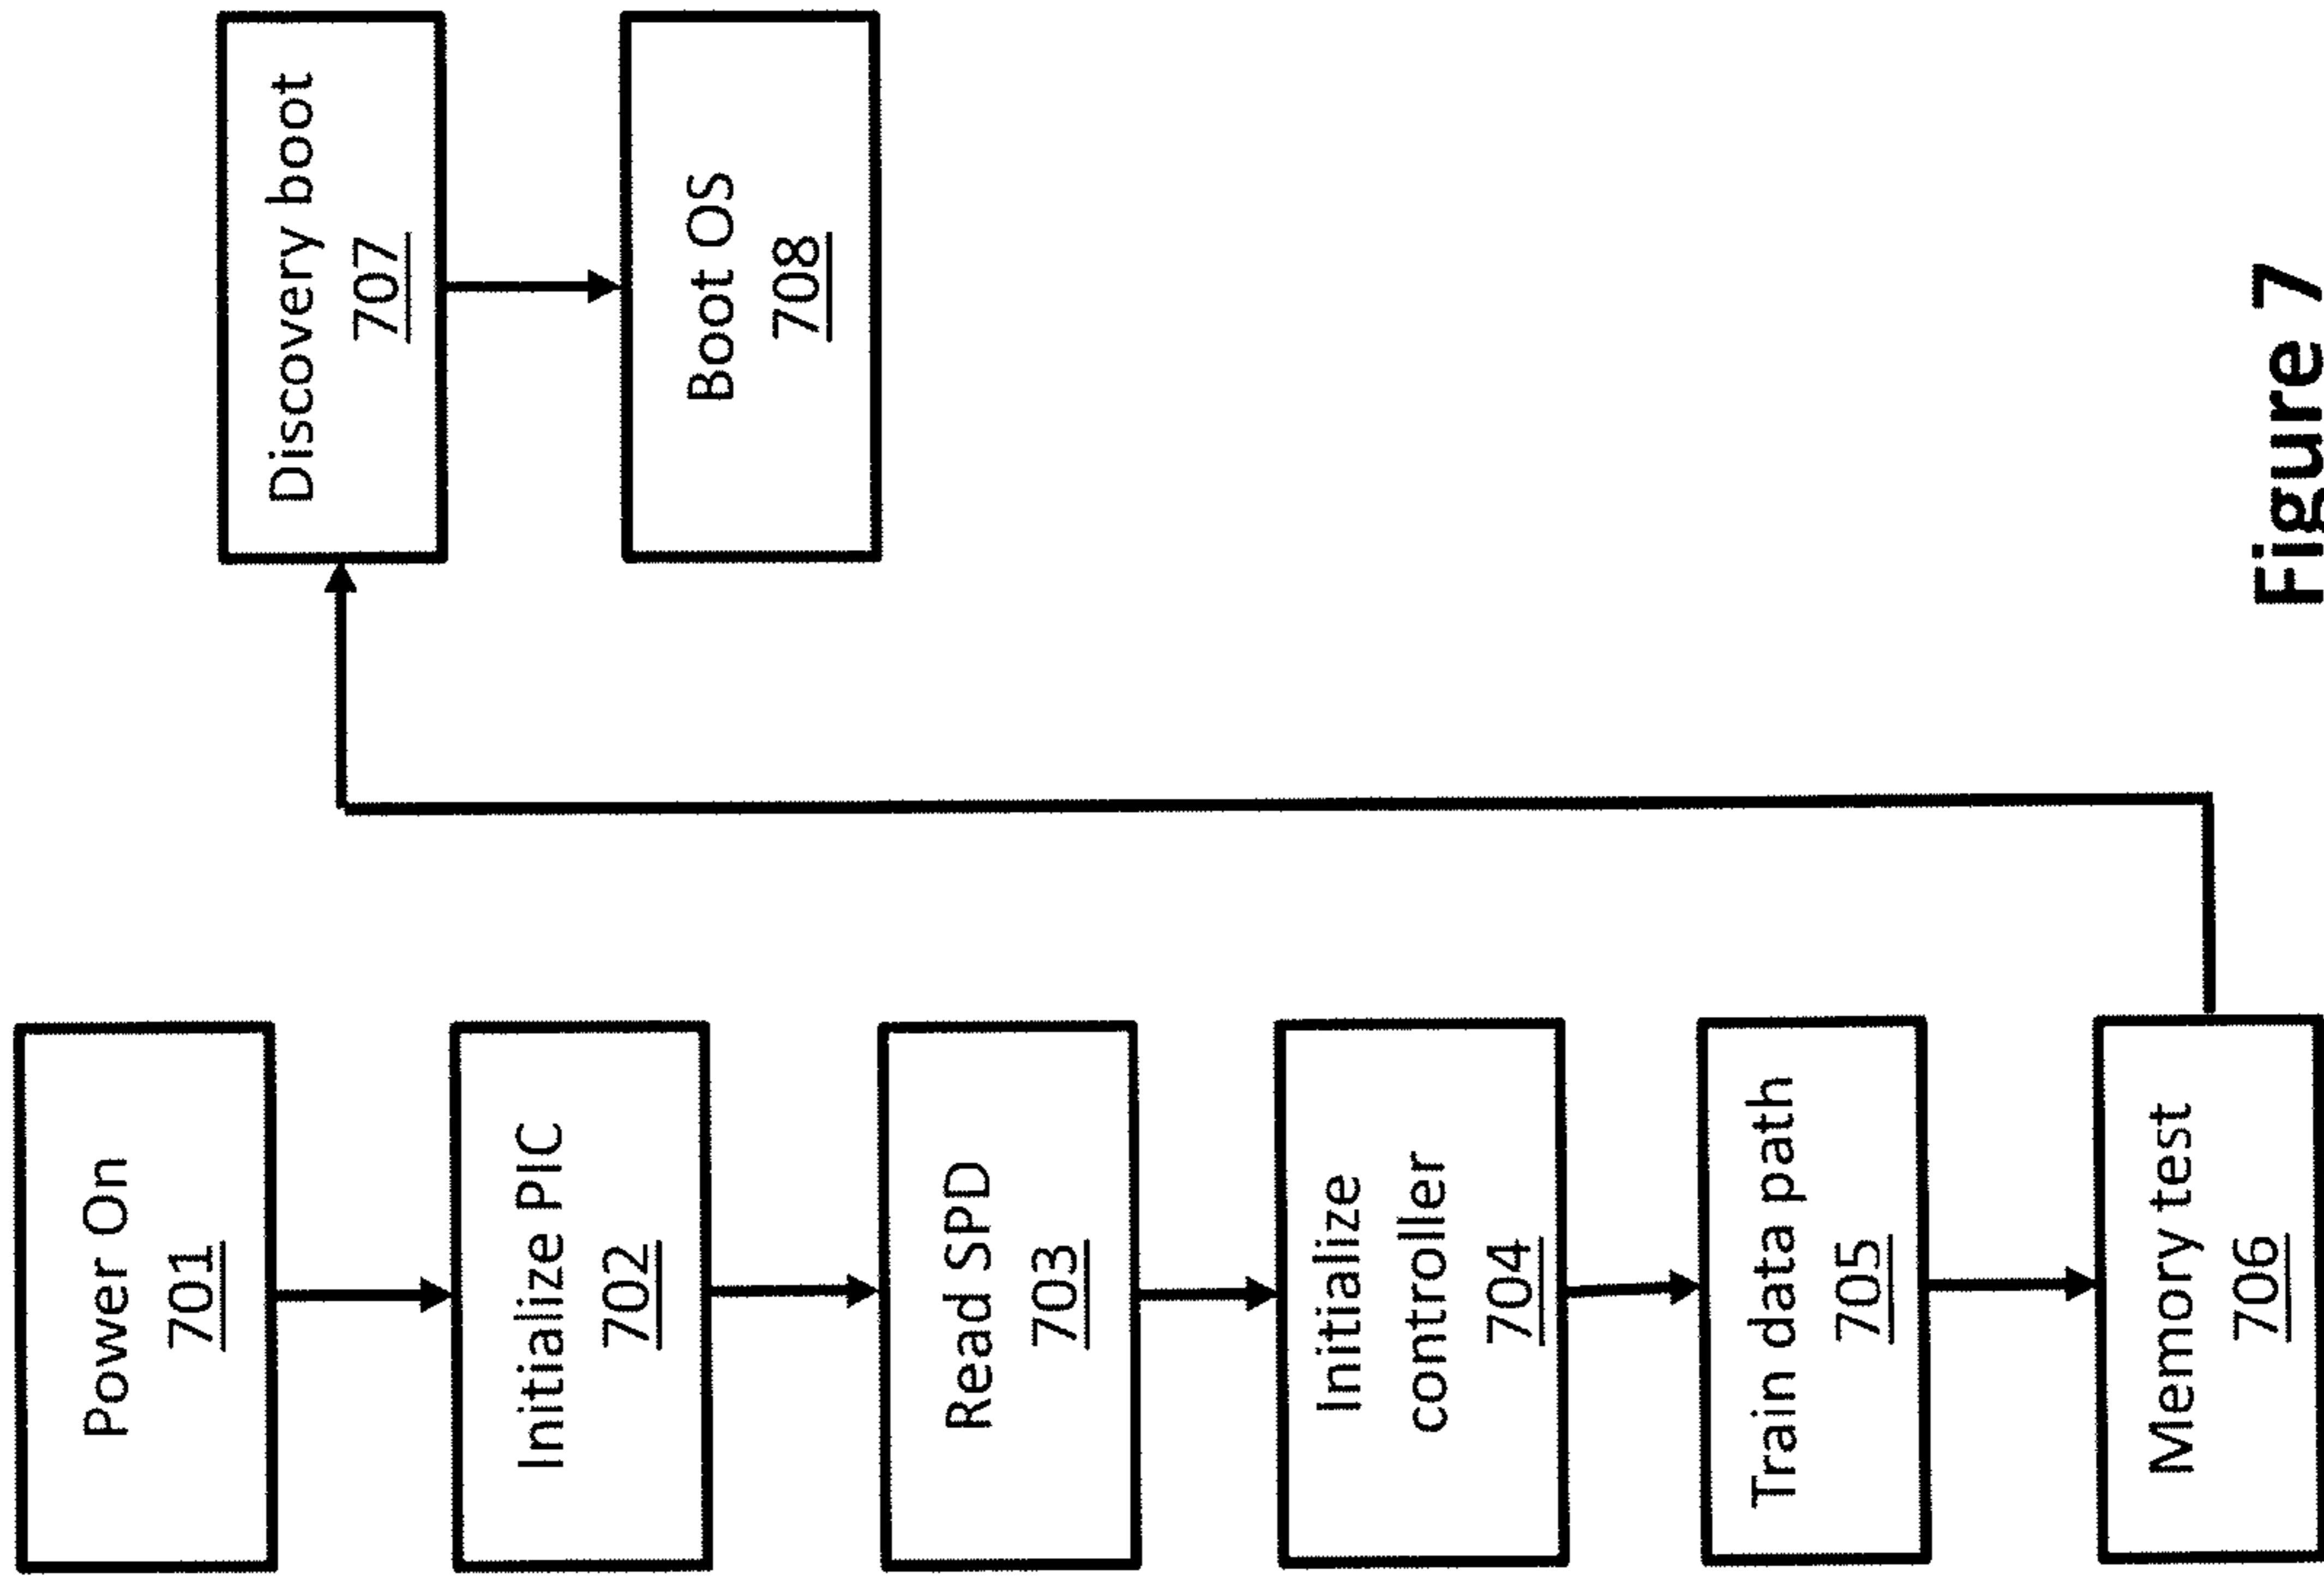 Power On
701
Initialize PIC
702
Read SPD
703
Initialize
controller
704
Train data path
705
Memory test
706
Discovery boot
707
Boot OS
708
Figure 7